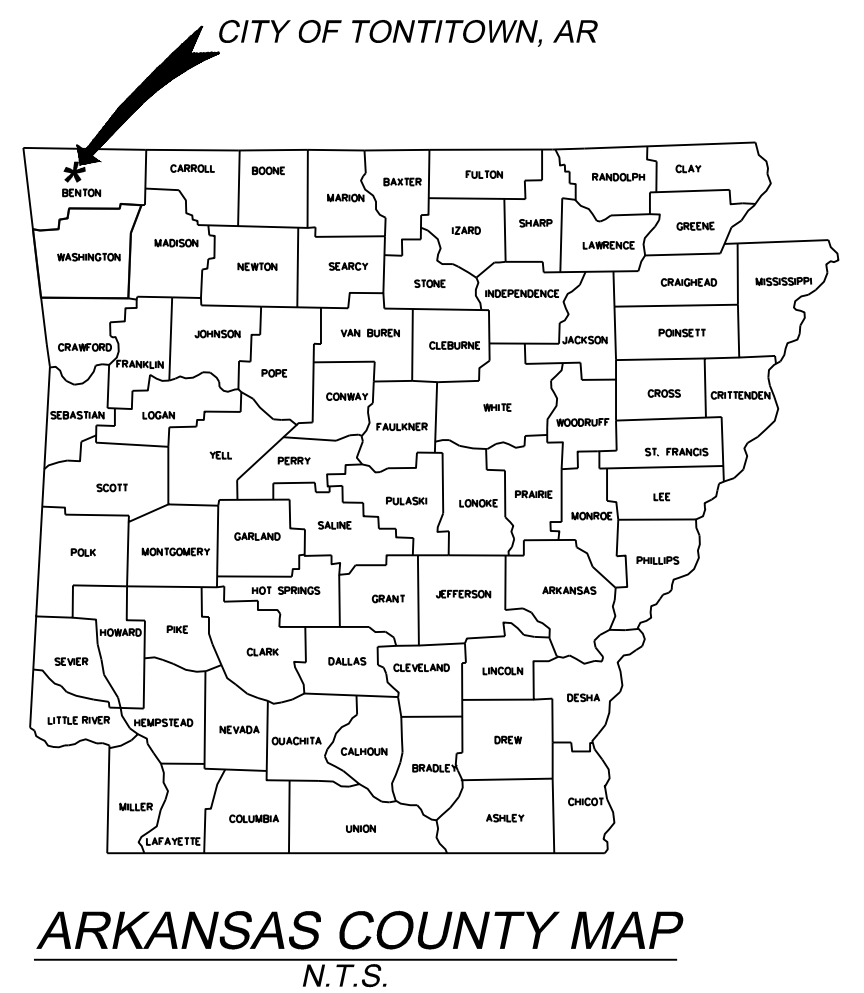 CITY OF TONTITOWN, AR
*
CARROLL
BOONE
FULTON
RANDOLPH
CLAY
BENTON
MARION
BAXTER
WASHINGTON
MADISON
IZARD
SHARP
LAWRENCE
GREENE
NEWTON
SEARCY
STONE
INDEPENDENCE
CRAIGHEAD
MISSISSIPPI
CRAWFORD
FRANKLIN
JOHNSON
VAN BUREN
CLEBURNE
JACKSON
POINSETT
POPE
CONWAY
WHITE
CROSS
CRITTENDEN
SEBASTIAN
LOGAN
FAULKNER
WOODRUFF
YELL
PERRY
ST. FRANCIS
SCOTT
PULASKI
LONOKE
PRAIRIE
LEE
SALINE
MONROE
GARLAND
POLK
MONTGOMERY
PHILLIPS
HOT SPRINGS
GRANT
JEFFERSON
ARKANSAS
HOWARD
PIKE
CLARK
SEVIER
DALLAS
CLEVELAND
LINCOLN
DESHA
LITTLE RIVER
HEMPSTEAD
NEVADA
OUACHITA
CALHOUN
DREW
BRADLEY
MILLER
LAFAYETTE
COLUMBIA
UNION
ASHLEY
CHICOT
ARKANSAS COUNTY MAP
N.T.S.